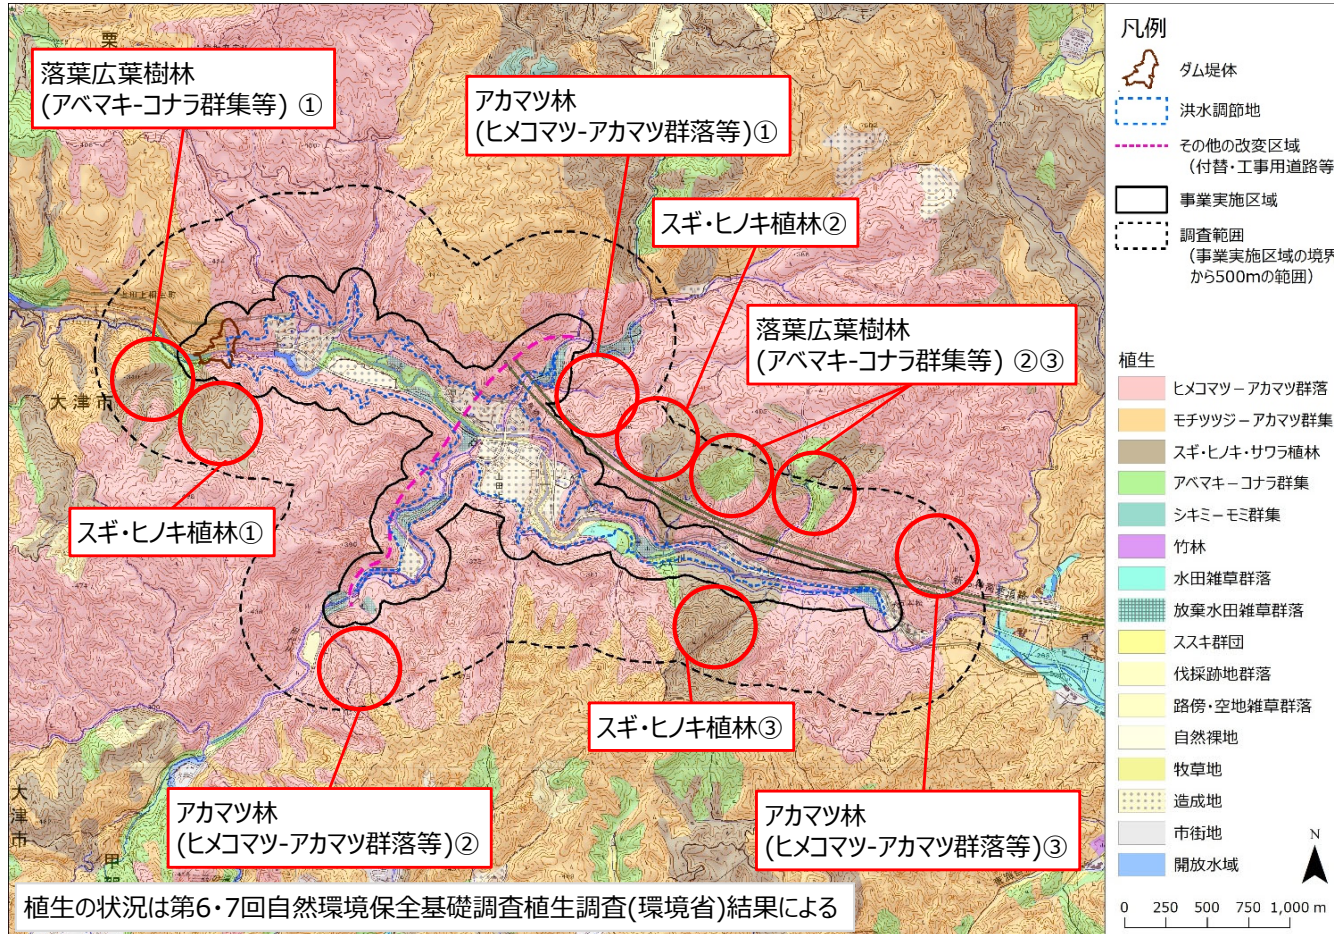 落葉広葉樹林
(アベマキ-コナラ群集等) ①
アカマツ林
(ヒメコマツ-アカマツ群落等)①
スギ・ヒノキ植林②
落葉広葉樹林
(アベマキ-コナラ群集等) ②③
スギ・ヒノキ植林①
スギ・ヒノキ植林③
アカマツ林
(ヒメコマツ-アカマツ群落等)②
アカマツ林
(ヒメコマツ-アカマツ群落等)③
栗
大津市
大津市
甲
植生の状況は第6・7回自然環境保全基礎調査植生調査(環境省)結果による
凡例
ダム堤体
洪水調節地
その他の改変区域
(付替・工事用道路等
事業実施区域
調査範囲
(事業実施区域の境界
から500mの範囲)
植生
ヒメコマツ－アカマツ群落
モチツツジ－アカマツ群集
スギ・ヒノキ・サワラ植林
アベマキ－コナラ群集
シキミ－モミ群集
竹林
水田雑草群落
放棄水田雑草群落
ススキ群団
伐採跡地群落
路傍・空地雑草群落
自然裸地
牧草地
造成地
市街地
開放水域
N
0 250 500 750 1,000 m